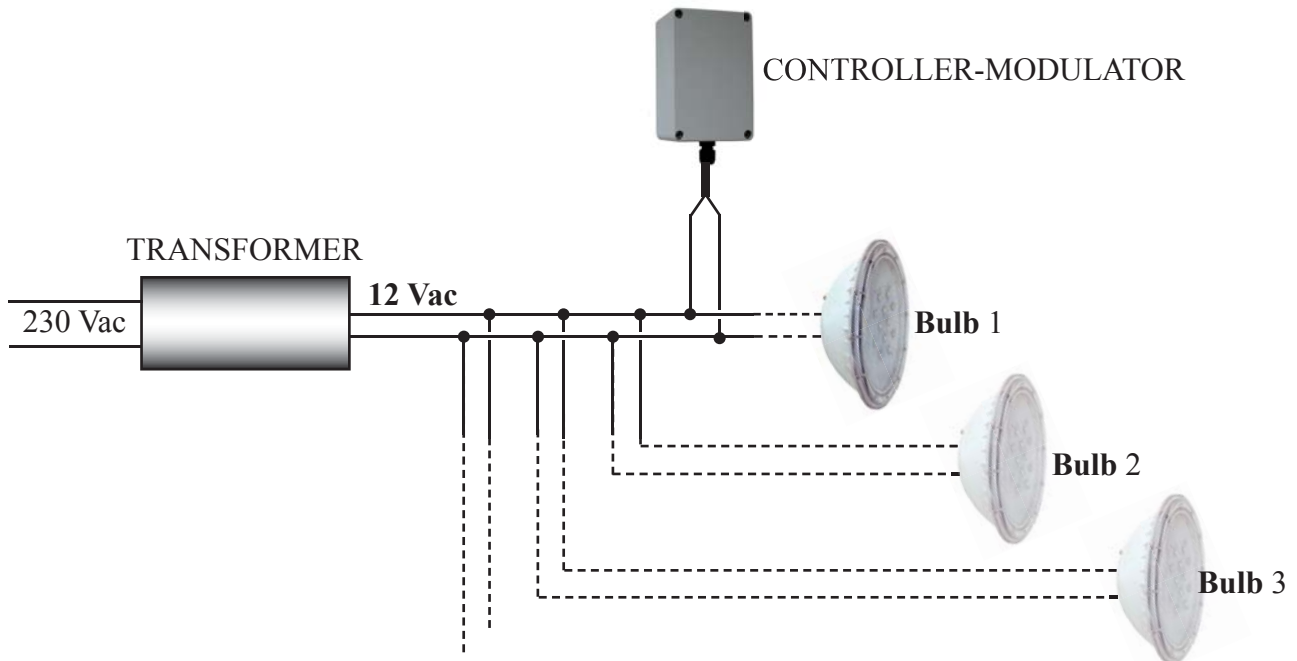 CONTROLLER-MODULATOR
TRANSFORMER
12 Vac
230 Vac
Bulb 1
Bulb 2
Bulb 3